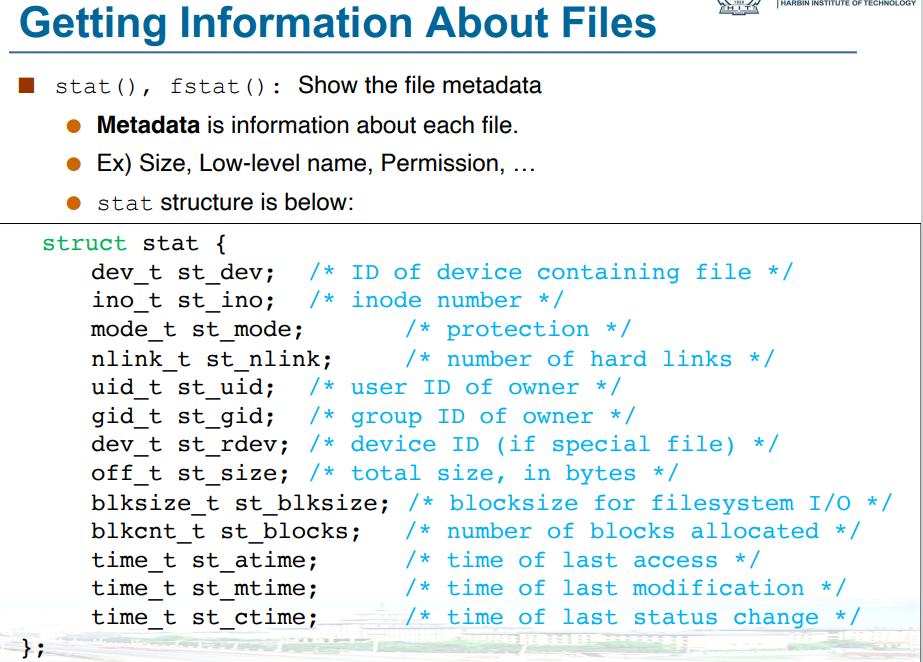 Getting Information About Files
HARBIN INSTITUTE OF TECHNOLOGY
stat(), fstat(): Show the file metadata
Metadata is information about each file.
Ex) Size, Low-level name, Permission, …
stat structure is below:
struct stat {
dev_t st_dev; /* ID of device containing file */
ino_t st_ino; /* inode number */
mode_t st_mode; /* protection */
nlink_t st_nlink; /* number of hard links */
uid_t st_uid; /* user ID of owner */
gid_t st_gid; /* group ID of owner */
dev_t st_rdev; /* device ID (if special file) */
off_t st_size; /* total size, in bytes */
blksize_t st_blksize; /* blocksize for filesystem I/O */
blkcnt_t st_blocks; /* number of blocks allocated */
time_t st_atime; /* time of last access */
time_t st_mtime; /* time of last modification */
time_t st_ctime; /* time of last status change */
};